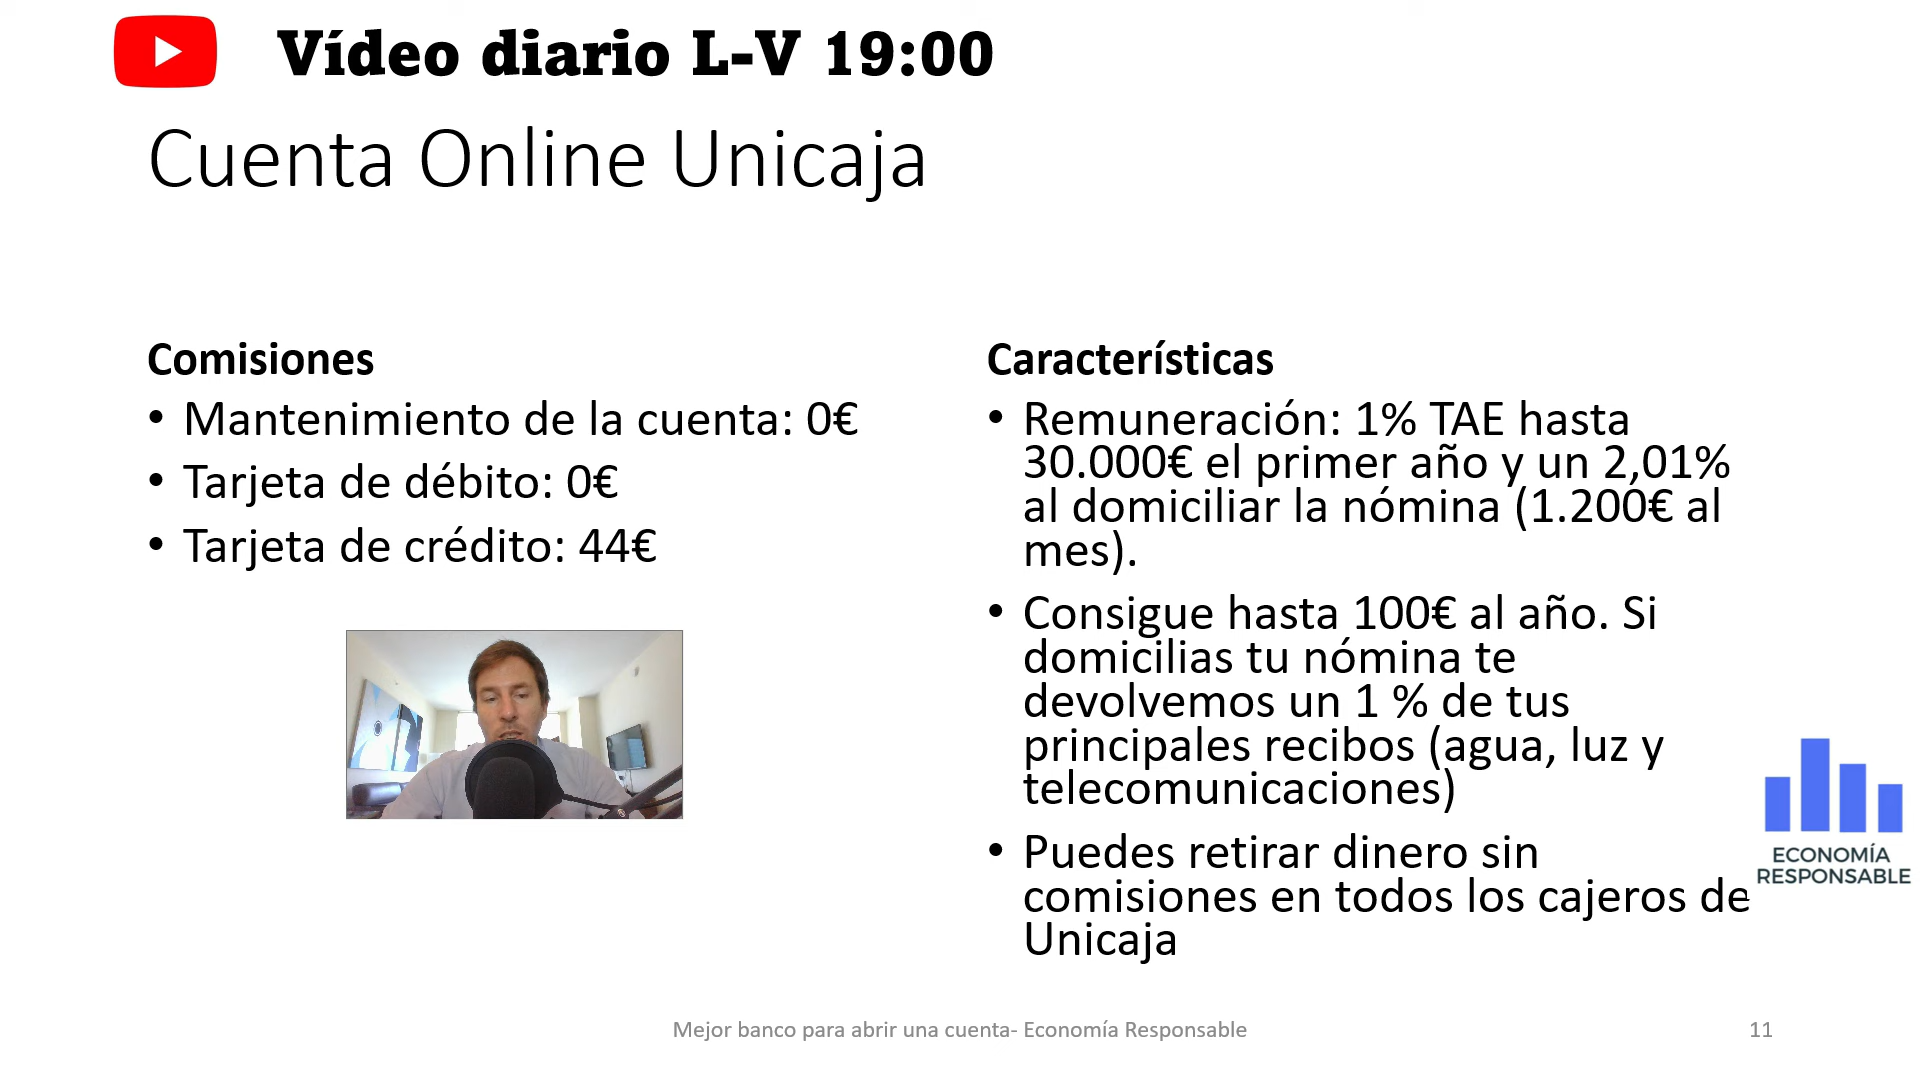 Vídeo diario L-V 19:00
Cuenta Online Unicaja
Comisiones
• Mantenimiento de la cuenta: 0€
• Tarjeta de débito: 0€
• Tarjeta de crédito: 44€
Características
• Remuneración: 1% TAE hasta
30.000€ el primer año y un 2,01%
al domiciliar la nómina (1.200€ al
mes).
• Consigue hasta 100€ al año. Si
domicilias tu nómina te
devolvemos un 1 % de tus
principales recibos (agua, luz y
telecomunicaciones)
• Puedes retirar dinero sin
comisiones en todos los cajeros de
Unicaja
ECONOMÍA
RESPONSABLE
Mejor banco para abrir una cuenta- Economía Responsable
11